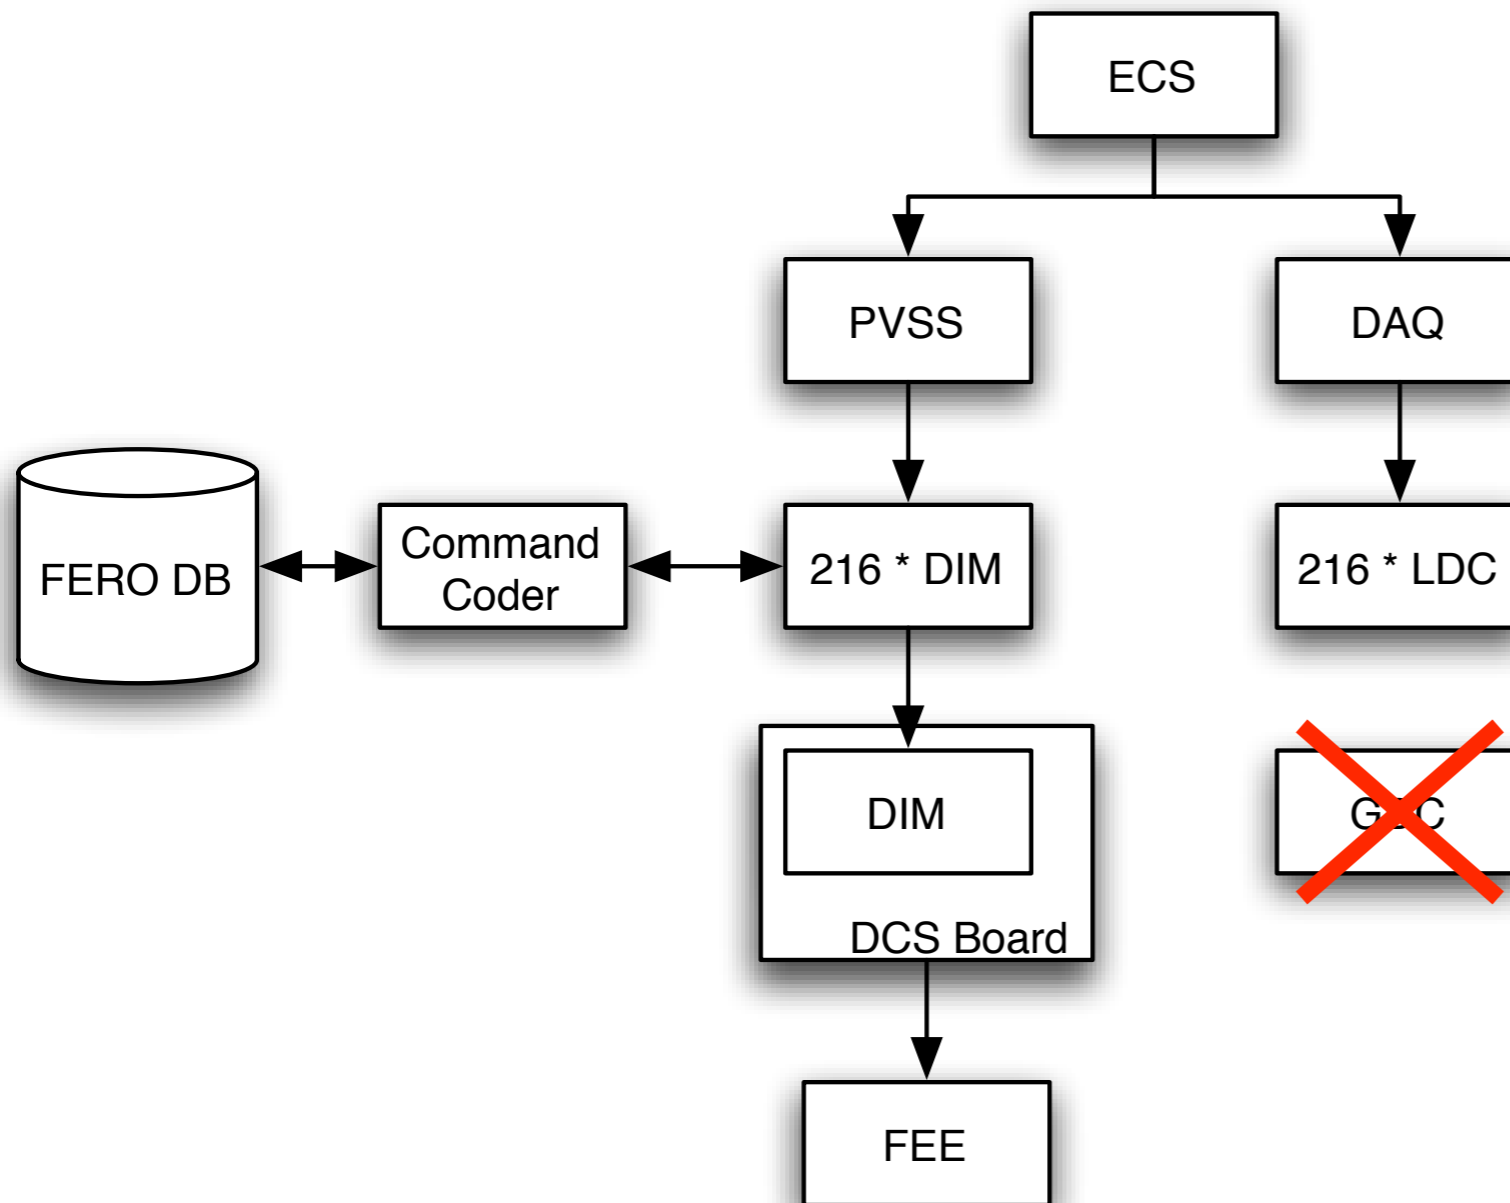 ECS
PVSS
DAQ
FERO DB
Command
Coder
216 * DIM
216 * LDC
DIM
DCS Board
FEE